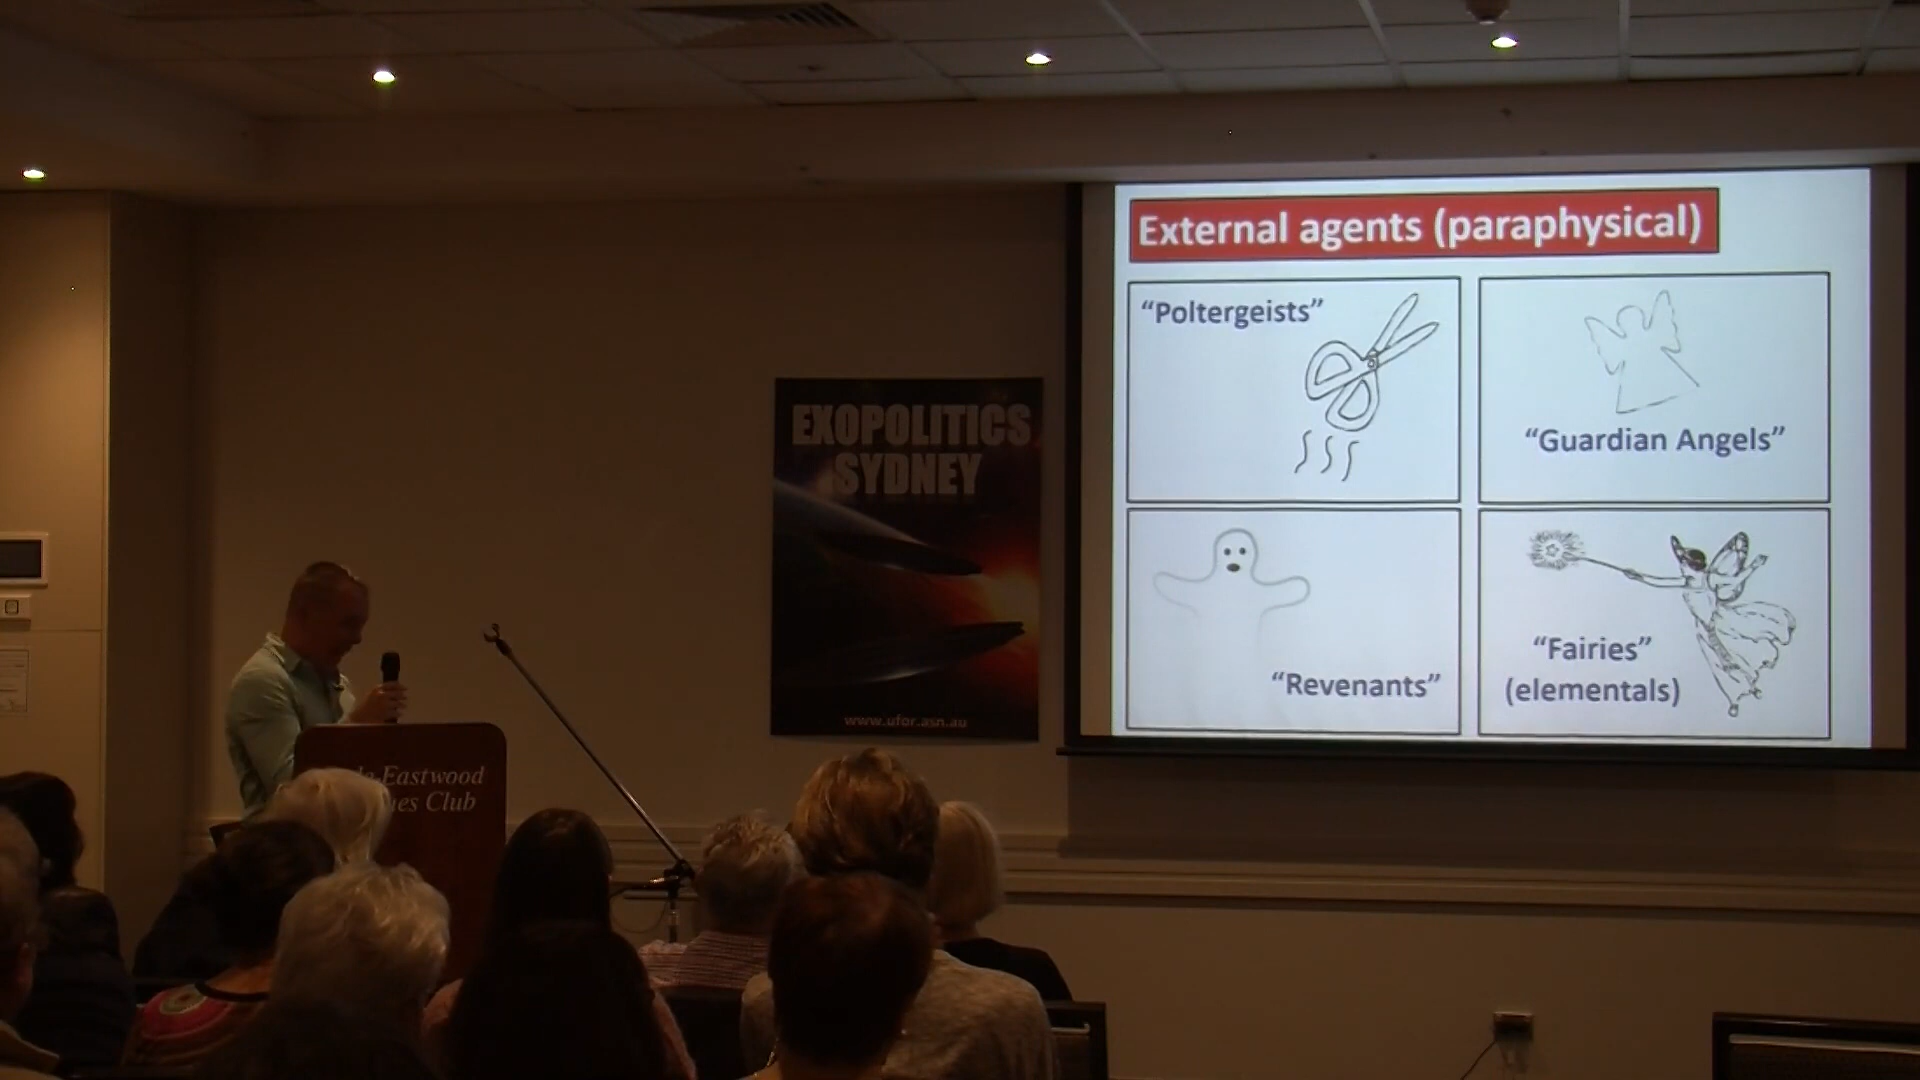 External agents (paraphysical)
“Poltergeists”
“Guardian Angels”
“Revenants”
“Fairies”
(elementals)
EXOPOLITICS
SYDNEY
www.ufor.asn.au
Eastwood
Club